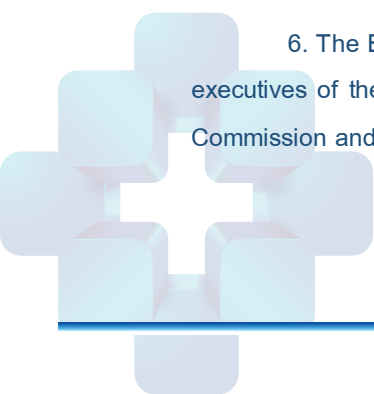 6. The E
executives of the
Commission and